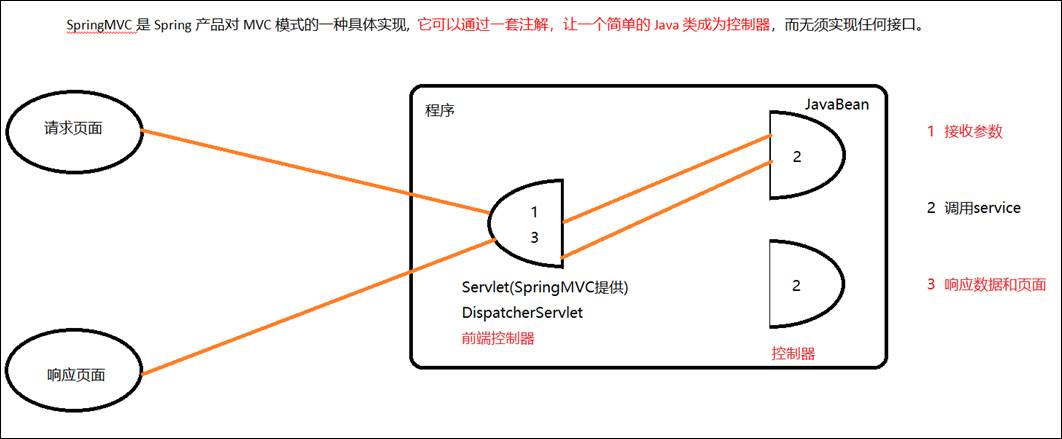 SpringMVC 是 Spring 产品对 MVC 模式的一种具体实现, 它可以通过一套注解，让一个简单的 Java 类成为控制器，而无须实现任何接口。
请求页面
程序
JavaBean
1 接收参数
2
1
3
2 调用service
Servlet(SpringMVC提供)
DispatcherServlet
前端控制器
2
3 响应数据和页面
控制器
响应页面